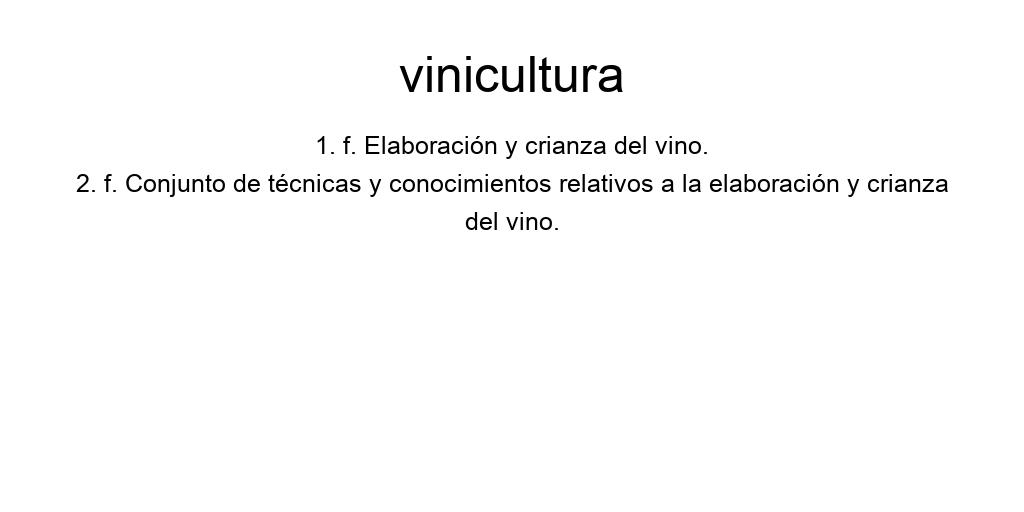 vinicultura
1. f. Elaboración y crianza del vino.
2. f. Conjunto de técnicas y conocimientos relativos a la elaboración y crianza
del vino.